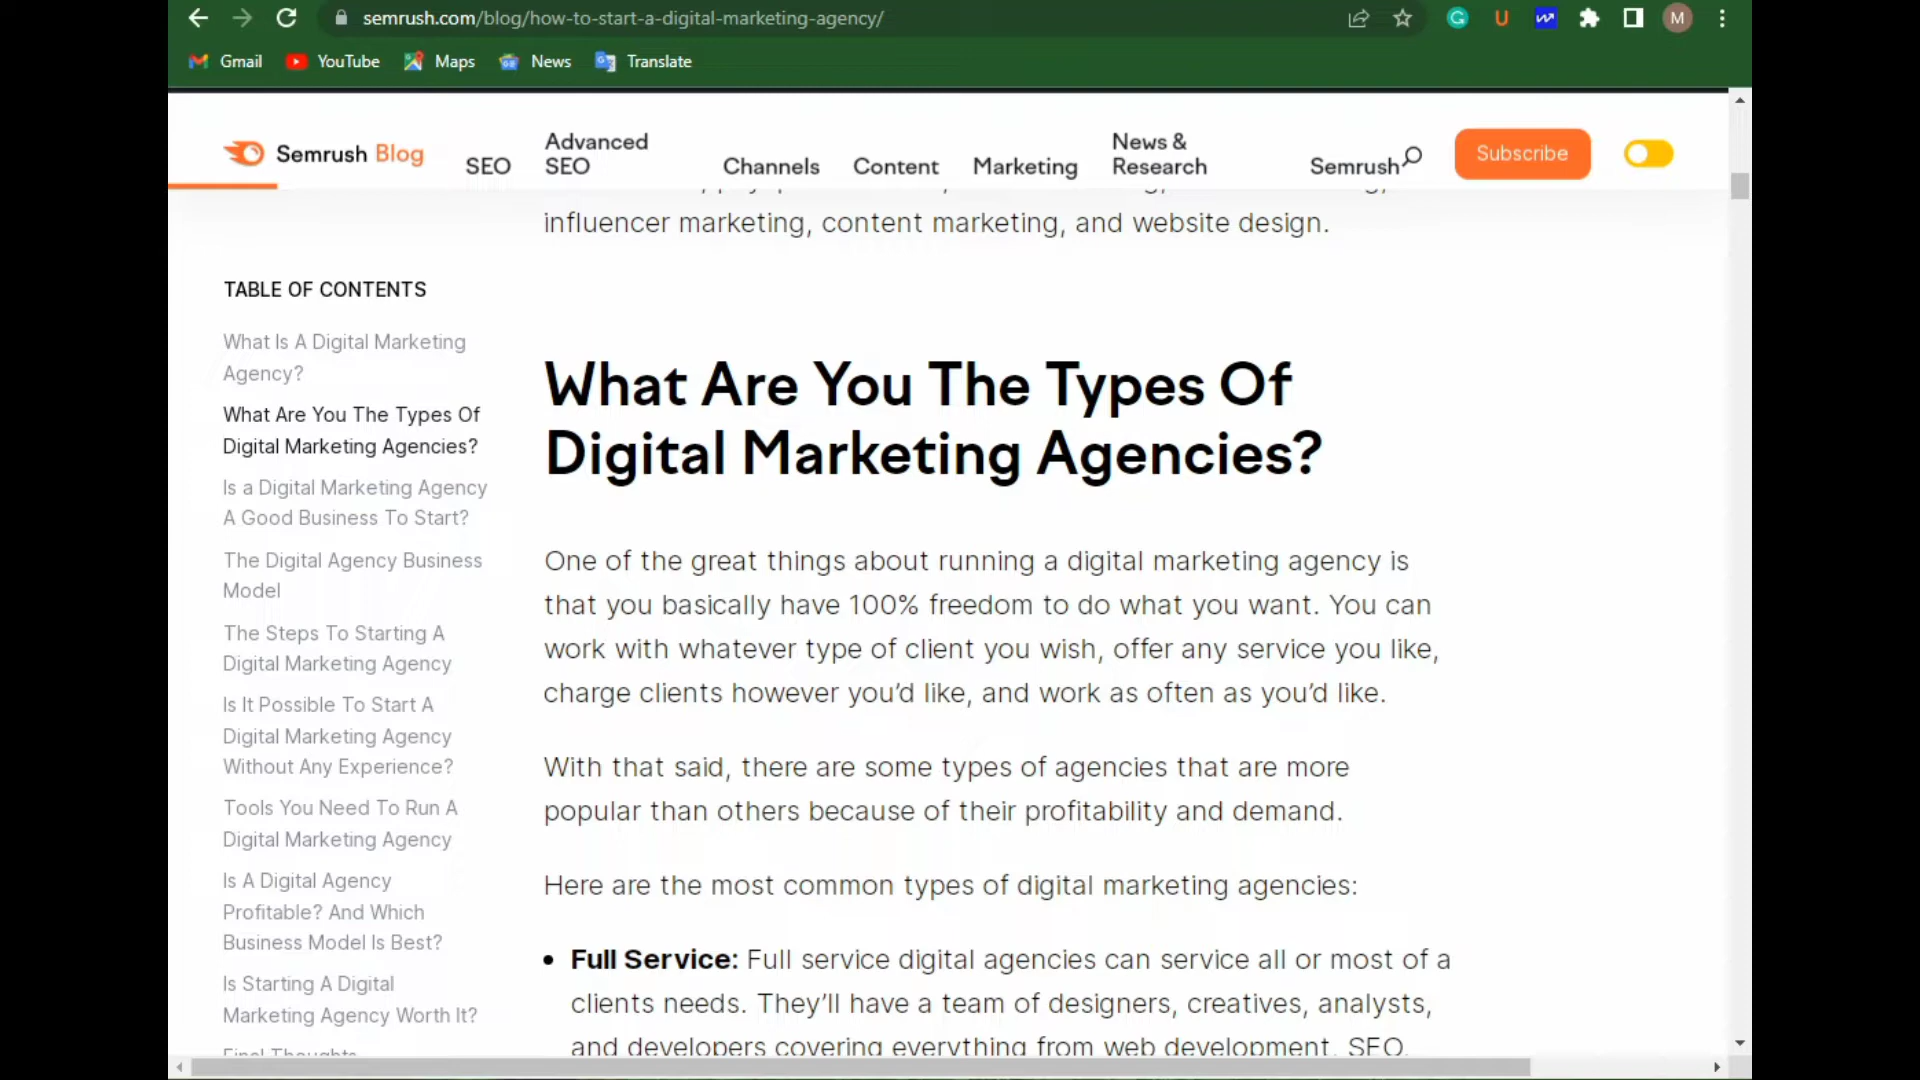 semrush.com/blog/how-to-start-a-digital-marketing-agency/
M
Gmail YouTube Maps News Translate
Semrush Blog
SEO
Advanced
SEO
Channels
Content
Marketing
News &
Research
Semrush
Subscribe
influencer marketing, content marketing, and website design.
TABLE OF CONTENTS
What Is A Digital Marketing
Agency?
What Are You The Types Of
Digital Marketing Agencies?
Is a Digital Marketing Agency
A Good Business To Start?
The Digital Agency Business
Model
The Steps To Starting A
Digital Marketing Agency
Is It Possible To Start A
Digital Marketing Agency
Without Any Experience?
Tools You Need To Run A
Digital Marketing Agency
Is A Digital Agency
Profitable? And Which
Business Model Is Best?
Is Starting A Digital
Marketing Agency Worth It?
Final Thoughts
What Are You The Types Of
Digital Marketing Agencies?
One of the great things about running a digital marketing agency is
that you basically have 100% freedom to do what you want. You can
work with whatever type of client you wish, offer any service you like,
charge clients however you’d like, and work as often as you’d like.
With that said, there are some types of agencies that are more
popular than others because of their profitability and demand.
Here are the most common types of digital marketing agencies:
• Full Service: Full service digital agencies can service all or most of a
clients needs. They’ll have a team of designers, creatives, analysts,
and developers covering everything from web development, SEO,